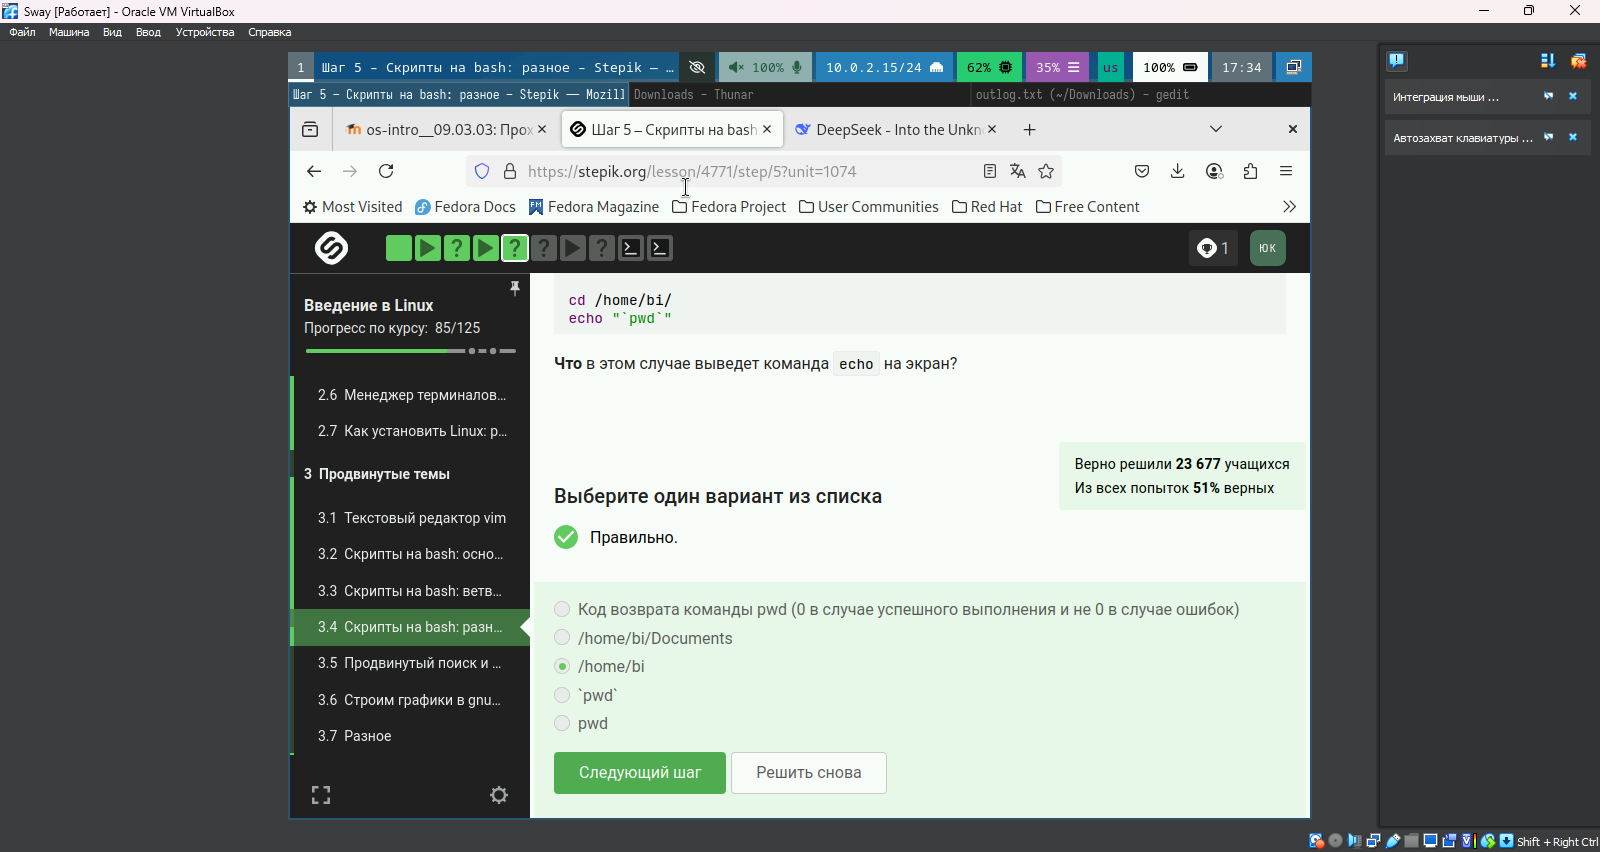 Sway [Работает] - Oracle VM VirtualBox
Файл Машина Вид Ввод Устройства Справка
1 Шаг 5 – Скрипты на bash: разное – Stepik — … 100% 10.0.2.15/24 62% 35% us 100% 17:34
Шаг 5 – Скрипты на bash: разное – Stepik — Mozill Downloads – Thunar outlog.txt (~/Downloads) – gedit
os-intro__09.03.03: Прох Шаг 5 – Скрипты на bash DeepSeek - Into the Unkn
https://stepik.org/lesson/4771/step/5?unit=1074
Most Visited Fedora Docs Fedora Magazine Fedora Project User Communities Red Hat Free Content
1 ЮК
Введение в Linux
Прогресс по курсу: 85/125
2.6 Менеджер терминалов...
2.7 Как установить Linux: р...
3 Продвинутые темы
3.1 Текстовый редактор vim
3.2 Скрипты на bash: осно...
3.3 Скрипты на bash: ветв...
3.4 Скрипты на bash: разн...
3.5 Продвинутый поиск и ...
3.6 Строим графики в gnu...
3.7 Разное
cd /home/bi/
echo "`pwd`"
Что в этом случае выведет команда echo на экран?
Верно решили 23 677 учащихся
Из всех попыток 51% верных
Выберите один вариант из списка
Правильно.
Код возврата команды pwd (0 в случае успешного выполнения и не 0 в случае ошибок)
/home/bi/Documents
/home/bi
`pwd`
pwd
Следующий шаг Решить снова
Интеграция мыши ...
Автозахват клавиатуры ...
Shift + Right Ctrl